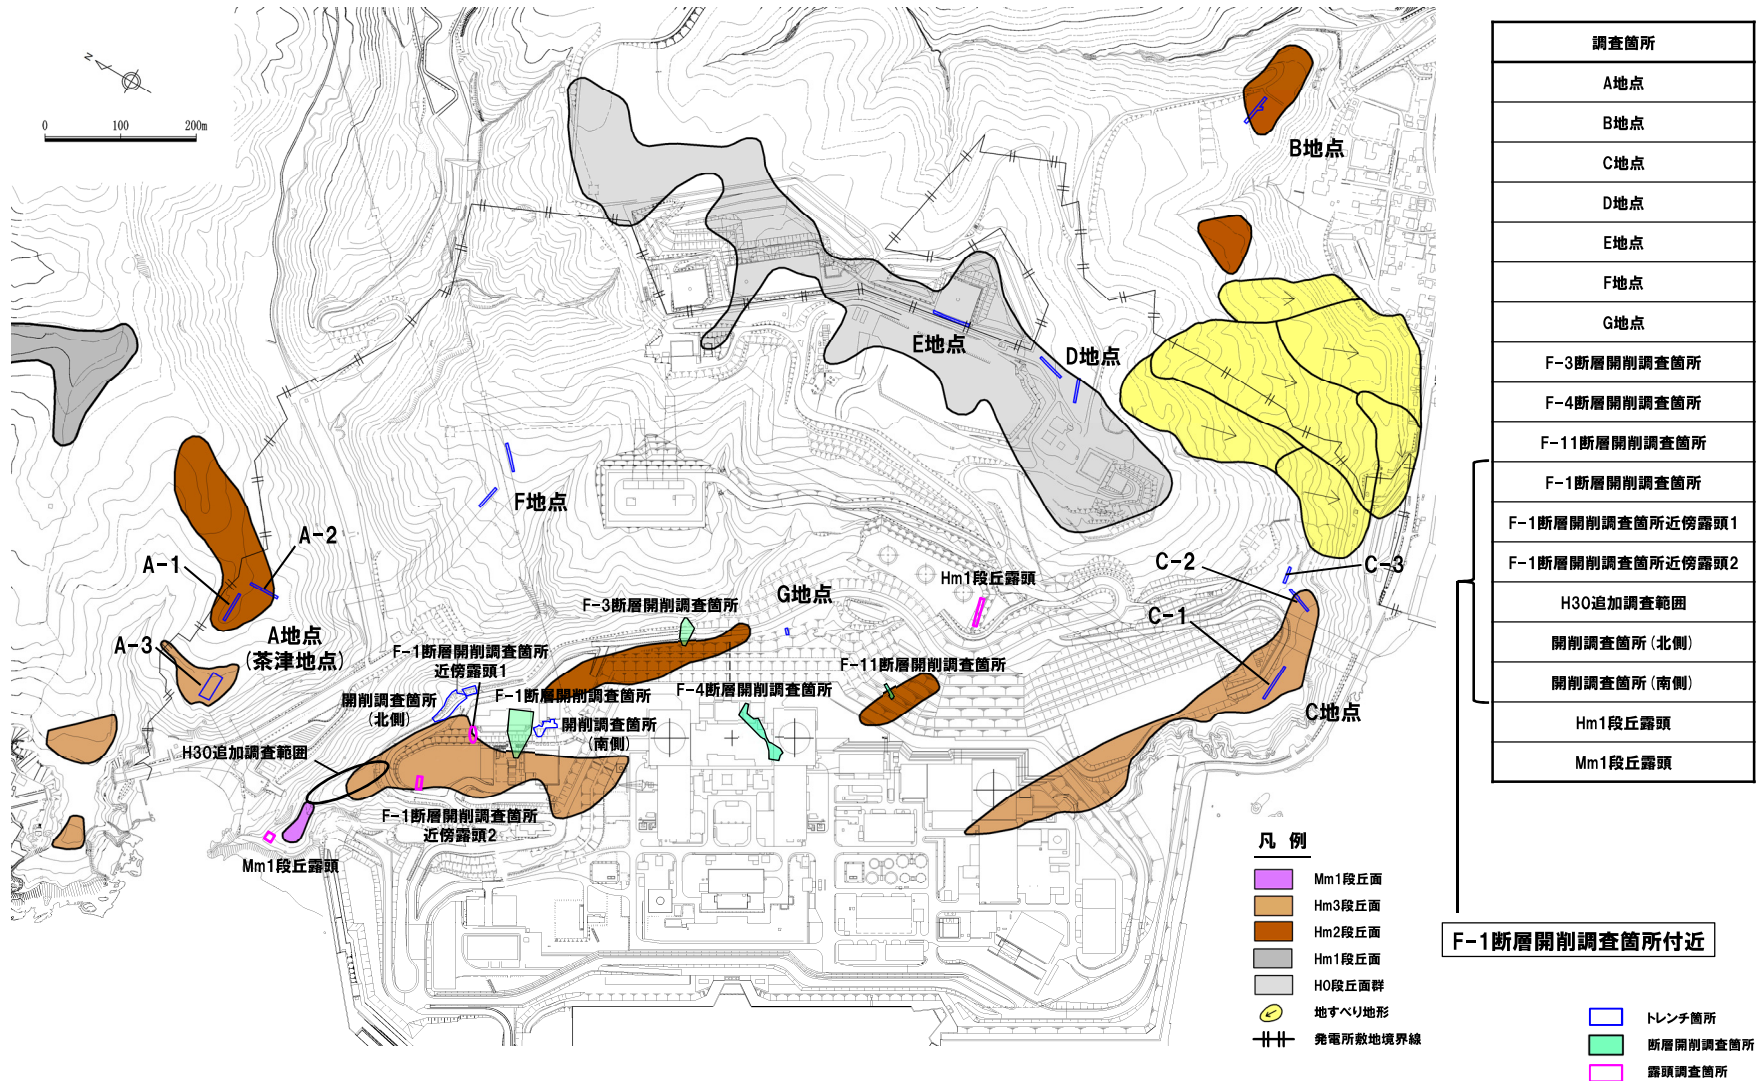 N
0 100 200m
B地点
E地点
D地点
F地点
A-1
A-2
A-3
A地点
(茶津地点)
G地点
Hm1段丘露頭
C-2
C-3
C-1
C地点
F-3断層開削調査箇所
F-1断層開削調査箇所
近傍露頭1
F-1断層開削調査箇所
F-4断層開削調査箇所
F-11断層開削調査箇所
開削調査箇所
(北側)
開削調査箇所
(南側)
H30追加調査範囲
F-1断層開削調査箇所
近傍露頭2
Mm1段丘露頭
凡 例
Mm1段丘面
Hm3段丘面
Hm2段丘面
Hm1段丘面
H0段丘面群
地すべり地形
発電所敷地境界線
調査箇所
A地点
B地点
C地点
D地点
E地点
F地点
G地点
F-3断層開削調査箇所
F-4断層開削調査箇所
F-11断層開削調査箇所
F-1断層開削調査箇所
F-1断層開削調査箇所近傍露頭1
F-1断層開削調査箇所近傍露頭2
H30追加調査範囲
開削調査箇所(北側)
開削調査箇所(南側)
Hm1段丘露頭
Mm1段丘露頭
F-1断層開削調査箇所付近
トレンチ箇所
断層開削調査箇所
露頭調査箇所